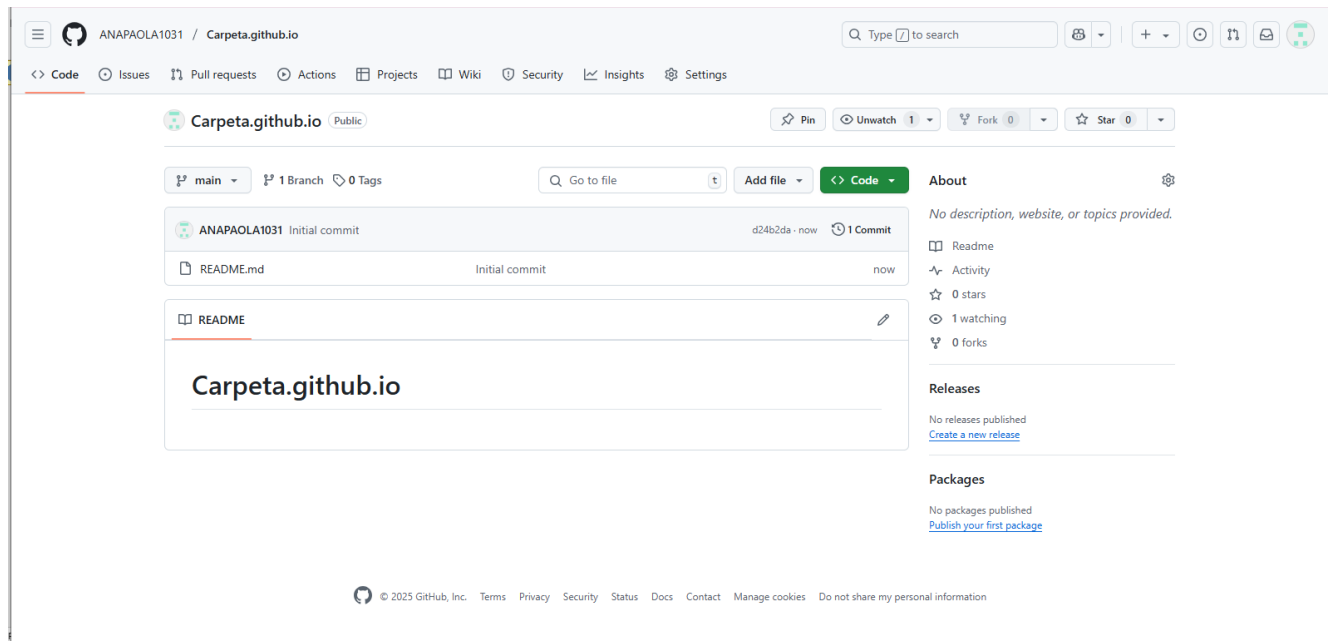 ANAPAOLA1031 / Carpeta.github.io
Type / to search
Code Issues Pull requests Actions Projects Wiki Security Insights Settings
Carpeta.github.io Public
Pin Unwatch 1 Fork 0 Star 0
main 1 Branch 0 Tags Go to file t Add file Code
ANAPAOLA1031 Initial commit d24b2da · now 1 Commit
README.md Initial commit now
README
Carpeta.github.io
About
No description, website, or topics provided.
Readme
Activity
0 stars
1 watching
0 forks
Releases
No releases published
Create a new release
Packages
No packages published
Publish your first package
© 2025 GitHub, Inc. Terms Privacy Security Status Docs Contact Manage cookies Do not share my personal information